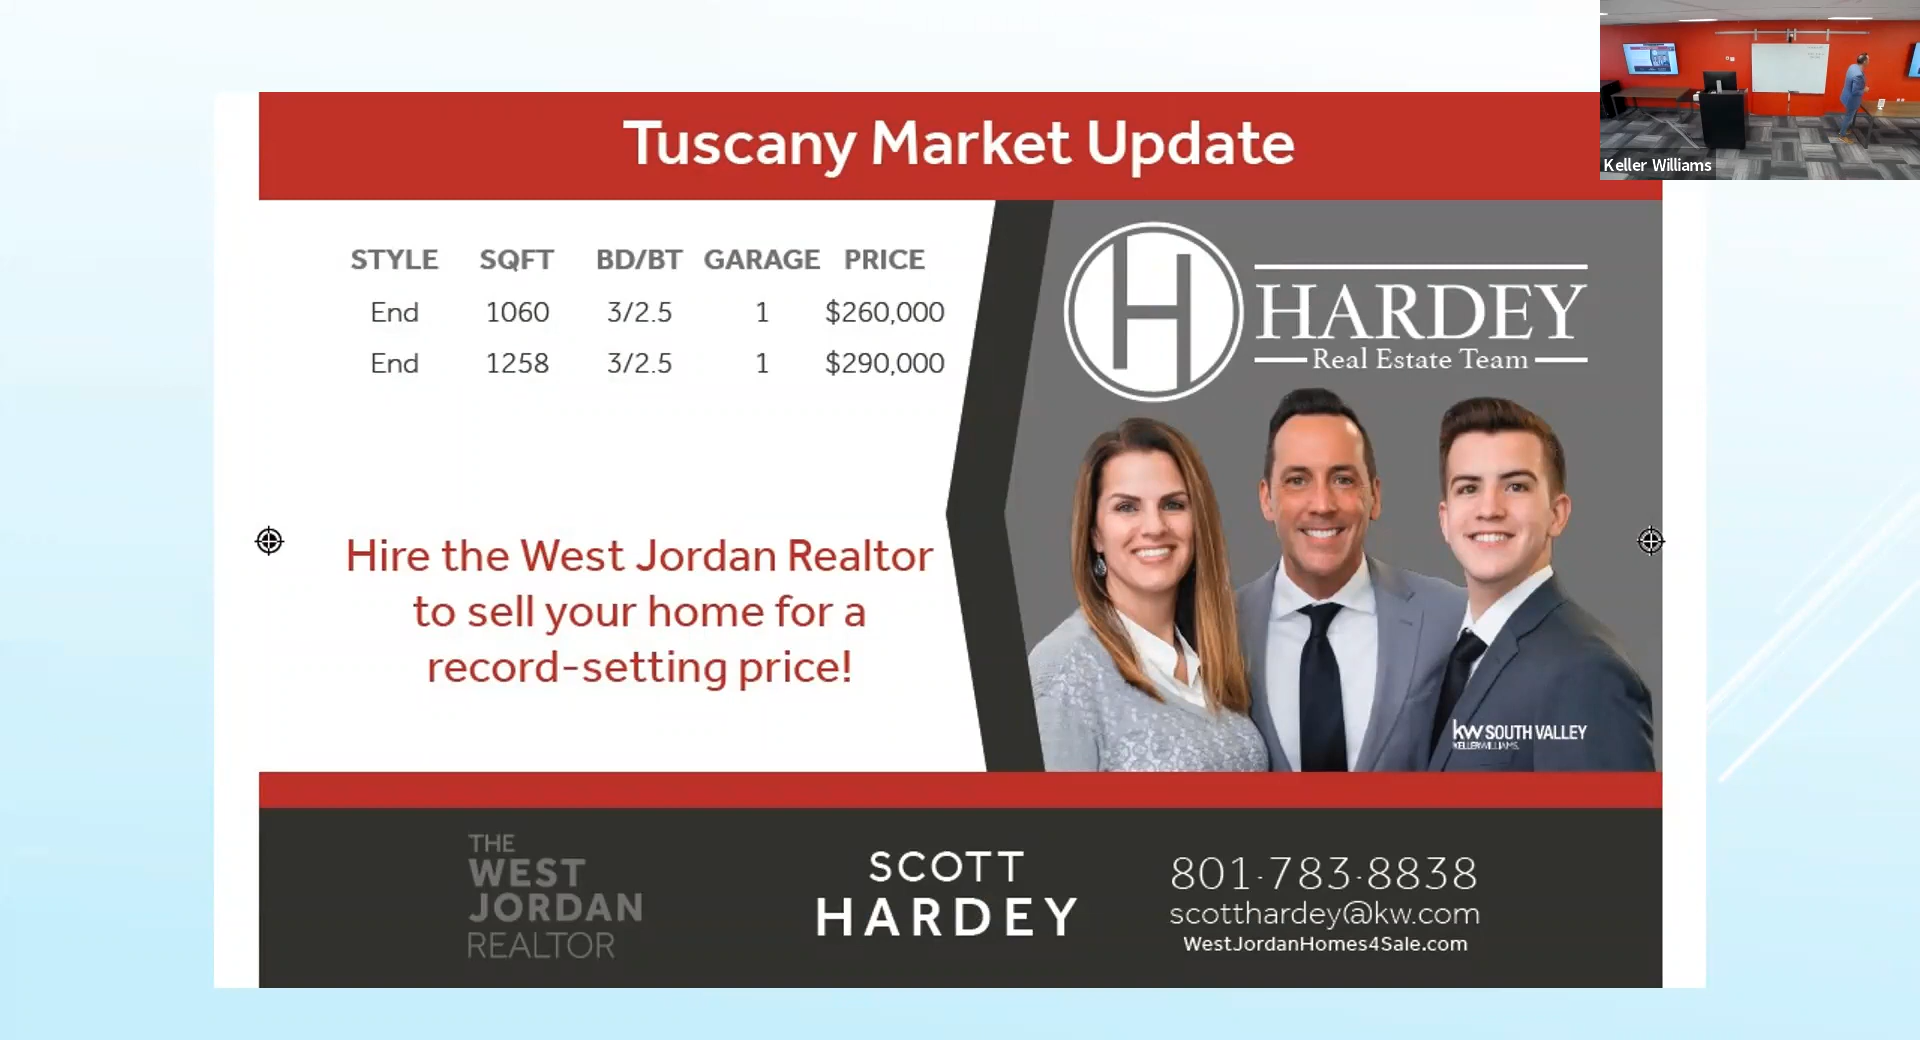 Tuscany Market Update
Keller Williams
STYLE SQFT BD/BT GARAGE PRICE
End 1060 3/2.5 1 $260,000
End 1258 3/2.5 1 $290,000
H
HARDEY
Real Estate Team
Hire the West Jordan Realtor
to sell your home for a
record-setting price!
kw SOUTH VALLEY
KELLERWILLIAMS.
THE
WEST
JORDAN
REALTOR
SCOTT
HARDEY
801·783·8838
scotthardey@kw.com
WestJordanHomes4Sale.com